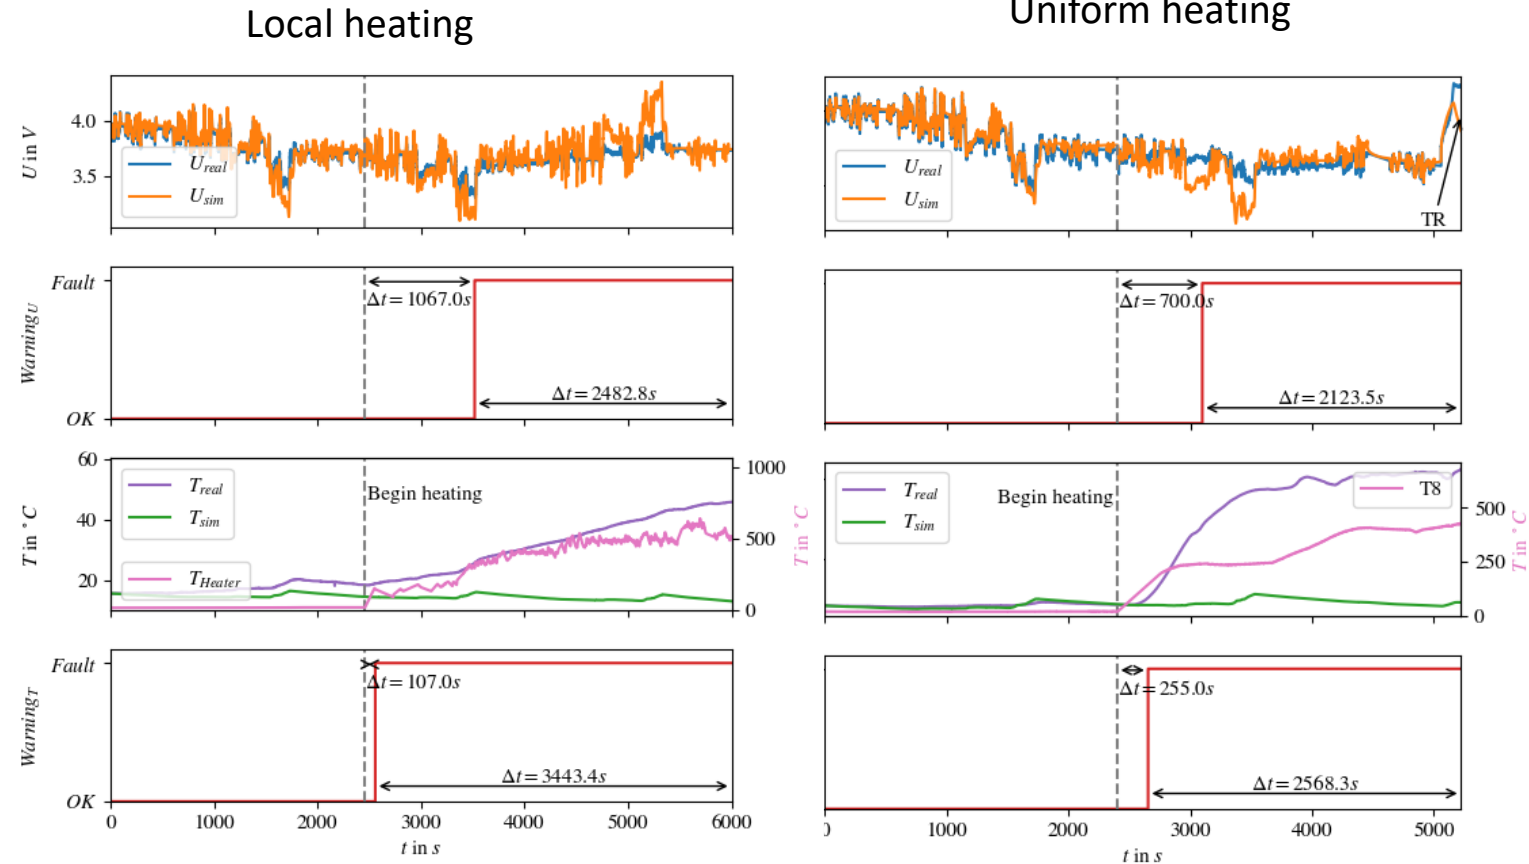 Local heating
Uniform heating
U in V
4.0
3.5
U_real
U_sim
U_real
U_sim
TR
Warning_U
Fault
OK
Δt = 1067.0s
Δt = 2482.8s
Δt = 700.0s
Δt = 2123.5s
T in °C
60
40
20
T_real
T_sim
T_Heater
Begin heating
1000
500
0
T in °C
T_real
T_sim
Begin heating
T8
500
250
0
T in °C
Warning_T
Fault
OK
Δt = 107.0s
Δt = 3443.4s
Δt = 255.0s
Δt = 2568.3s
0 1000 2000 3000 4000 5000 6000
t in s
0 1000 2000 3000 4000 5000
t in s